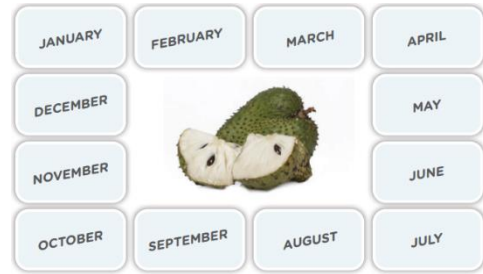 JANUARY
FEBRUARY
MARCH
APRIL
DECEMBER
MAY
NOVEMBER
JUNE
OCTOBER
SEPTEMBER
AUGUST
JULY